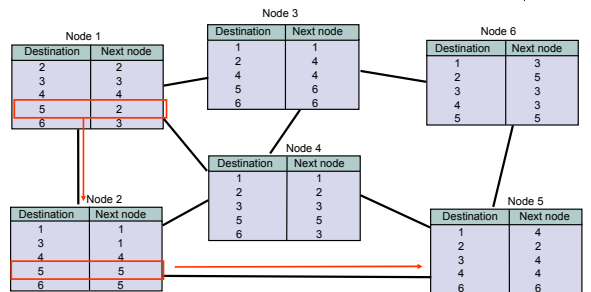 Node 1
Destination Next node
2 2
3 3
4 4
5 2
6 3
Node 3
Destination Next node
1 1
2 4
4 4
5 6
6 6
Node 6
Destination Next node
1 3
2 5
3 3
4 3
5 5
Node 4
Destination Next node
1 1
2 2
3 3
5 5
6 3
Node 2
Destination Next node
1 1
3 1
4 4
5 5
6 5
Node 5
Destination Next node
1 4
2 2
3 4
4 4
6 6